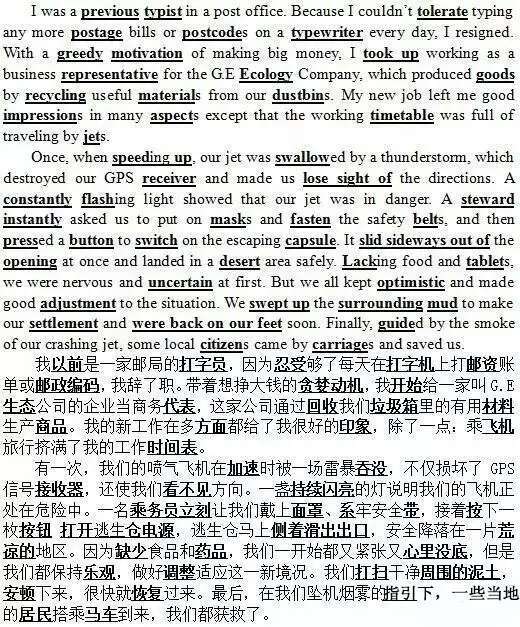 I was a previous typist in a post office. Because I couldn't tolerate typing
any more postage bills or postcodes on a typewriter every day, I resigned.
With a greedy motivation of making big money, I took up working as a
business representative for the G.E Ecology Company, which produced goods
by recycling useful materials from our dustbins. My new job left me good
impressions in many aspects except that the working timetable was full of
traveling by jets.
Once, when speeding up, our jet was swallowed by a thunderstorm, which
destroyed our GPS receiver and made us lose sight of the directions. A
constantly flashing light showed that our jet was in danger. A steward
instantly asked us to put on masks and fasten the safety belts, and then
pressed a button to switch on the escaping capsule. It slid sideways out of the
opening at once and landed in a desert area safely. Lacking food and tablets,
we were nervous and uncertain at first. But we all kept optimistic and made
good adjustment to the situation. We swept up the surrounding mud to make
our settlement and were back on our feet soon. Finally, guided by the smoke
of our crashing jet, some local citizens came by carriages and saved us.
我以前是一家邮局的打字员，因为忍受够了每天在打字机上打邮资账
单或邮政编码，我辞了职。带着想挣大钱的贪婪动机，我开始给一家叫 G.E
生态公司的企业当商务代表，这家公司通过回收我们垃圾箱里的有用材料
生产商品。我的新工作在多方面都给了我很好的印象，除了一点：乘飞机
旅行挤满了我的工作时间表。
有一次，我们的喷气飞机在加速时被一场雷暴吞没，不仅损坏了 GPS
信号接收器，还使我们看不见方向。一盏持续闪亮的灯说明我们的飞机正
处在危险中。一名乘务员立刻让我们戴上面罩、系牢安全带，接着按下一
枚按钮 打开逃生仓电源，逃生仓马上侧着滑出出口，安全降落在一片荒
凉的地区。因为缺少食品和药品，我们一开始都又紧张又心里没底，但是
我们都保持乐观，做好调整适应这一新境况。我们打扫干净周围的泥土，
安顿下来，很快就恢复过来。最后，在我们坠机烟雾的指引下，一些当地
的居民搭乘马车到来，我们都获救了。